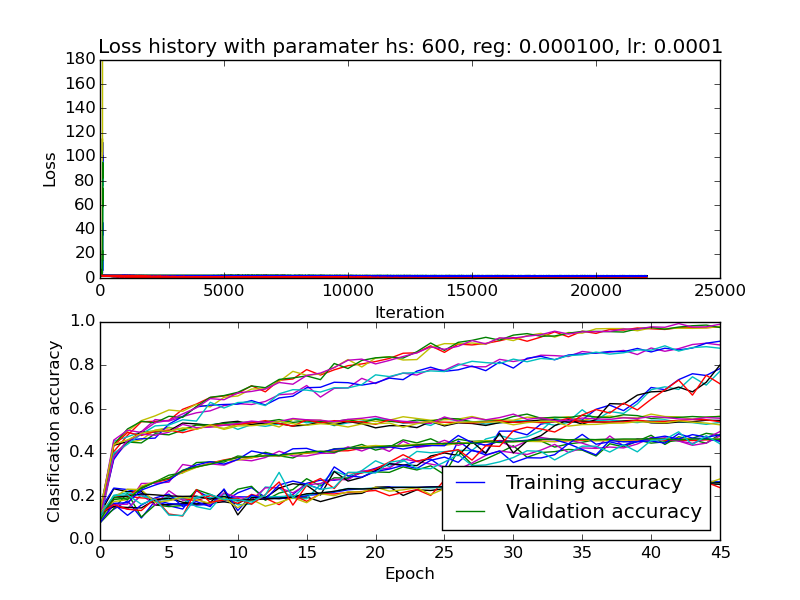 Loss history with paramater hs: 600, reg: 0.000100, lr: 0.0001
180
160
140
120
100
80
60
40
20
0
Loss
0 5000 10000 15000 20000 25000
Iteration
1.0
0.8
0.6
0.4
0.2
0.0
Clasification accuracy
Training accuracy
Validation accuracy
0 5 10 15 20 25 30 35 40 45
Epoch